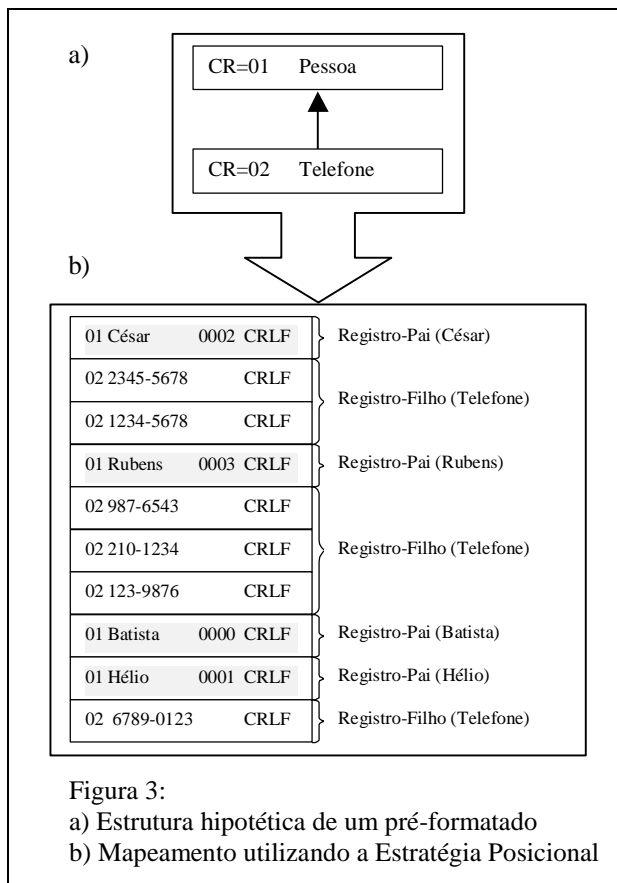 a)
CR=01 Pessoa
CR=02 Telefone
b)
01 César 0002 CRLF Registro-Pai (César)
02 2345-5678 CRLF
Registro-Filho (Telefone)
02 1234-5678 CRLF
01 Rubens 0003 CRLF Registro-Pai (Rubens)
02 987-6543 CRLF
02 210-1234 CRLF Registro-Filho (Telefone)
02 123-9876 CRLF
01 Batista 0000 CRLF Registro-Pai (Batista)
01 Hélio 0001 CRLF Registro-Pai (Hélio)
02 6789-0123 CRLF Registro-Filho (Telefone)
Figura 3:
a) Estrutura hipotética de um pré-formatado
b) Mapeamento utilizando a Estratégia Posicional